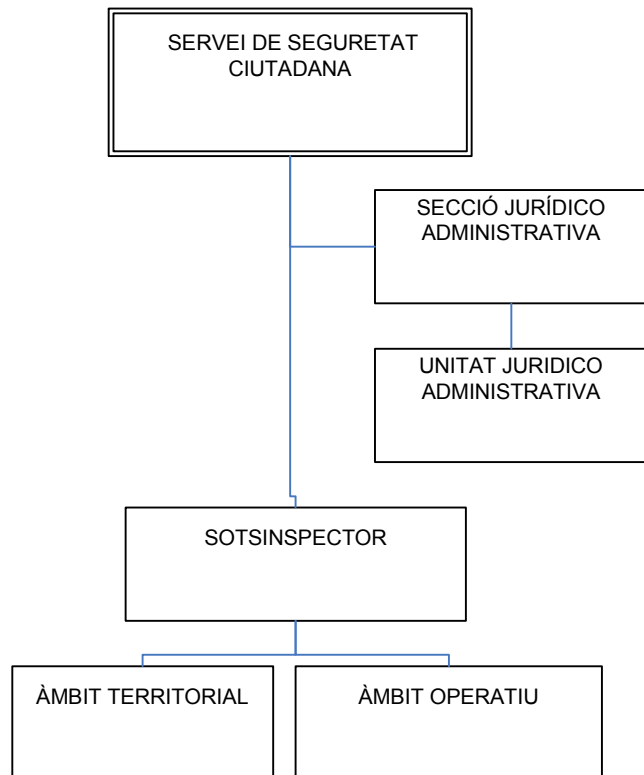 SERVEI DE SEGURETAT
CIUTADANA
SECCIÓ JURÍDICO
ADMINISTRATIVA
UNITAT JURIDICO
ADMINISTRATIVA
SOTSINSPECTOR
ÀMBIT TERRITORIAL
ÀMBIT OPERATIU